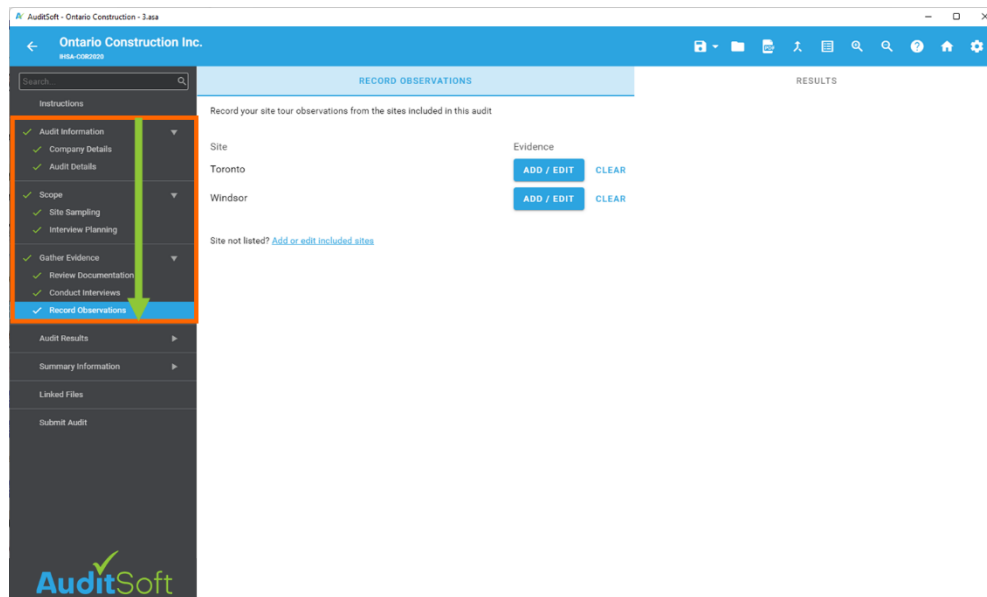 AuditSoft - Ontario Construction - 3.asa
Ontario Construction Inc.
IHSA-COR2020
PDF
Search...
Instructions
Audit Information
Company Details
Audit Details
Scope
Site Sampling
Interview Planning
Gather Evidence
Review Documentation
Conduct Interviews
Record Observations
Audit Results
Summary Information
Linked Files
Submit Audit
AuditSoft
RECORD OBSERVATIONS
RESULTS
Record your site tour observations from the sites included in this audit
Site Evidence
Toronto ADD / EDIT CLEAR
Windsor ADD / EDIT CLEAR
Site not listed? Add or edit included sites